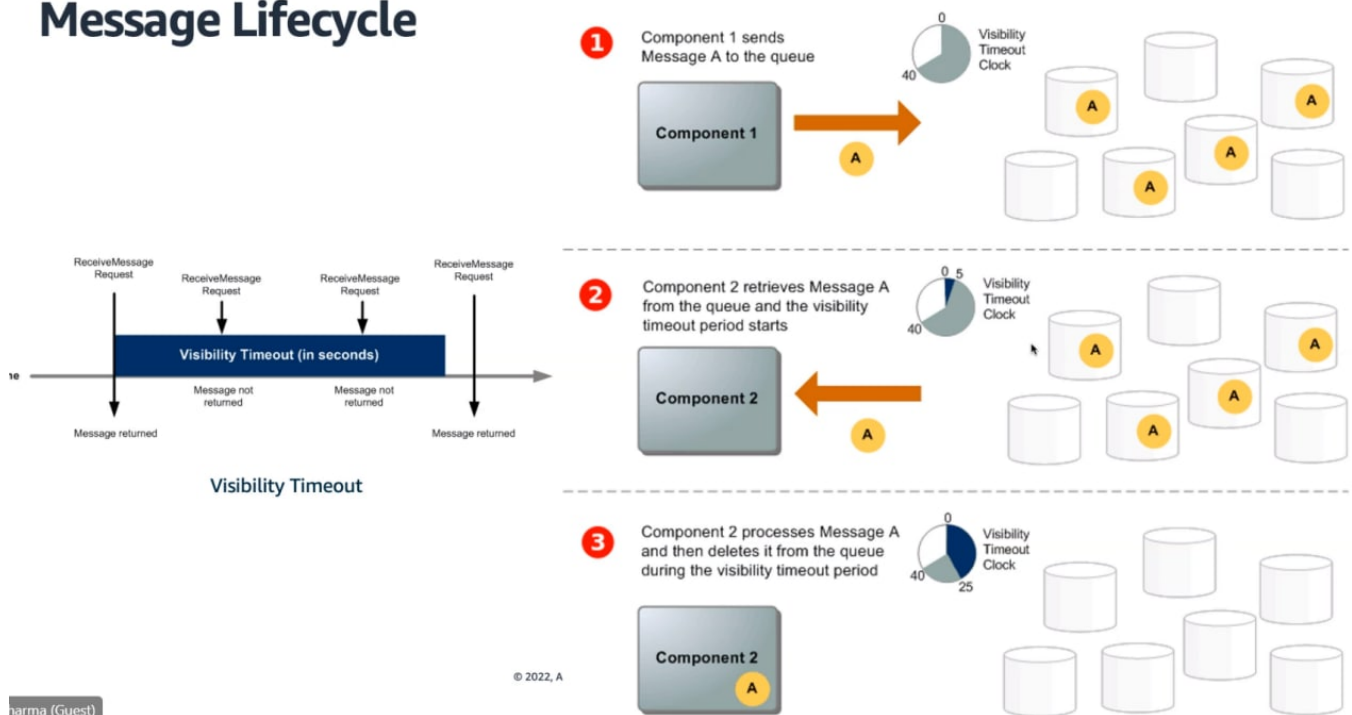 Message Lifecycle
ReceiveMessage
Request
ReceiveMessage
Request
ReceiveMessage
Request
ReceiveMessage
Request
Visibility Timeout (in seconds)
Message not
returned
Message not
returned
Message returned
Message returned
Visibility Timeout
© 2022, A
1
Component 1 sends
Message A to the queue
Component 1
A
0
40
Visibility
Timeout
Clock
A
A
A
A
2
Component 2 retrieves Message A
from the queue and the visibility
timeout period starts
Component 2
A
0 5
40
Visibility
Timeout
Clock
A
A
A
A
3
Component 2 processes Message A
and then deletes it from the queue
during the visibility timeout period
Component 2
A
0
40
25
Visibility
Timeout
Clock
(Guest)